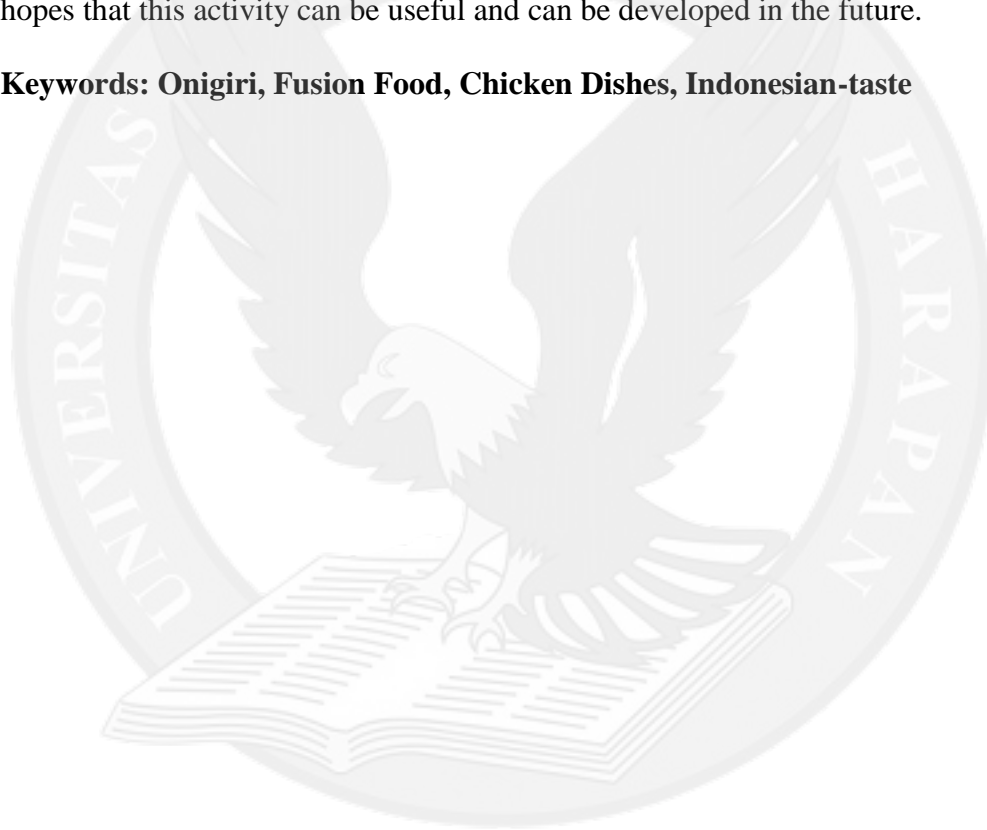 hopes that this activity can be useful and can be developed in the future.
Keywords: Onigiri, Fusion Food, Chicken Dishes, Indonesian-taste
UNIVERSITAS
HARAPAN